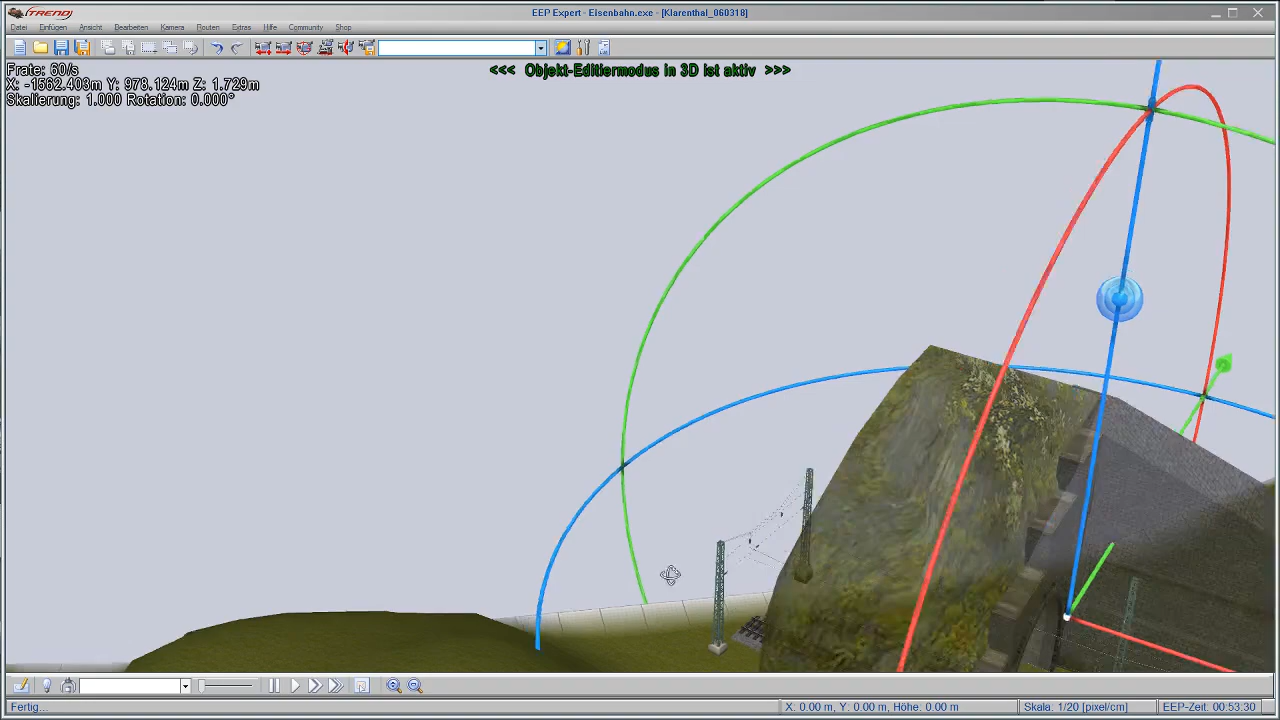 TREND
EEP Expert - Eisenbahn.exe - [Klarenthal_060318]
Datei Einfügen Ansicht Bearbeiten Kamera Routen Extras Hilfe Community Shop
Frate: 60/s
<<< Objekt-Editiermodus in 3D ist aktiv >>>
X: -1662.403m Y: 978.124m Z: 1.729m
Skalierung: 1.000 Rotation: 0.000°
Fertig...
X: 0.00 m, Y: 0.00 m, Höhe: 0.00 m
Skala: 1/20 [pixel/cm]
EEP-Zeit: 00:53:30